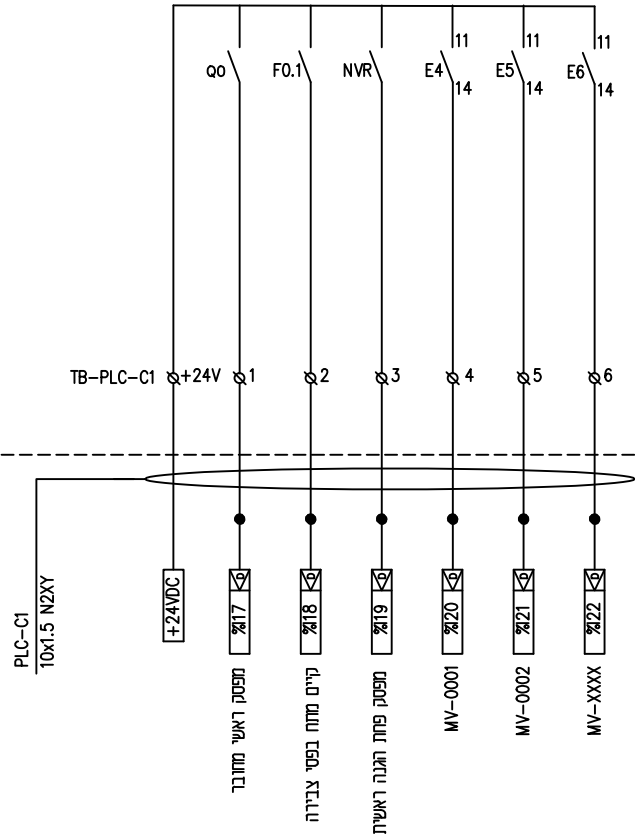 11
11
11
Q0
F0.1
NVR
E4
E5
E6
14
14
14
TB-PLC-C1
+24V
1
2
3
4
5
6
PLC-C1
10x1.5 N2XY
+24VDC
%I17
%I18
%I19
%I20
%I21
%I22
D
D
D
D
D
D
מפסק ראשי מחובר
קיים מתח בפסי צבירה
מפסק פחת הגנה ראשית
MV-0001
MV-0002
MV-XXXX